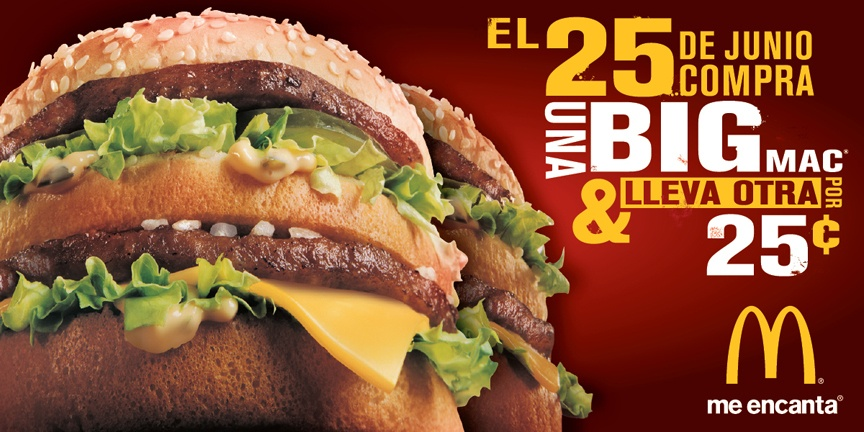 EL 25 DE JUNIO
COMPRA
UNA BIG MAC®
& LLEVA OTRA POR
25¢
®
me encanta®